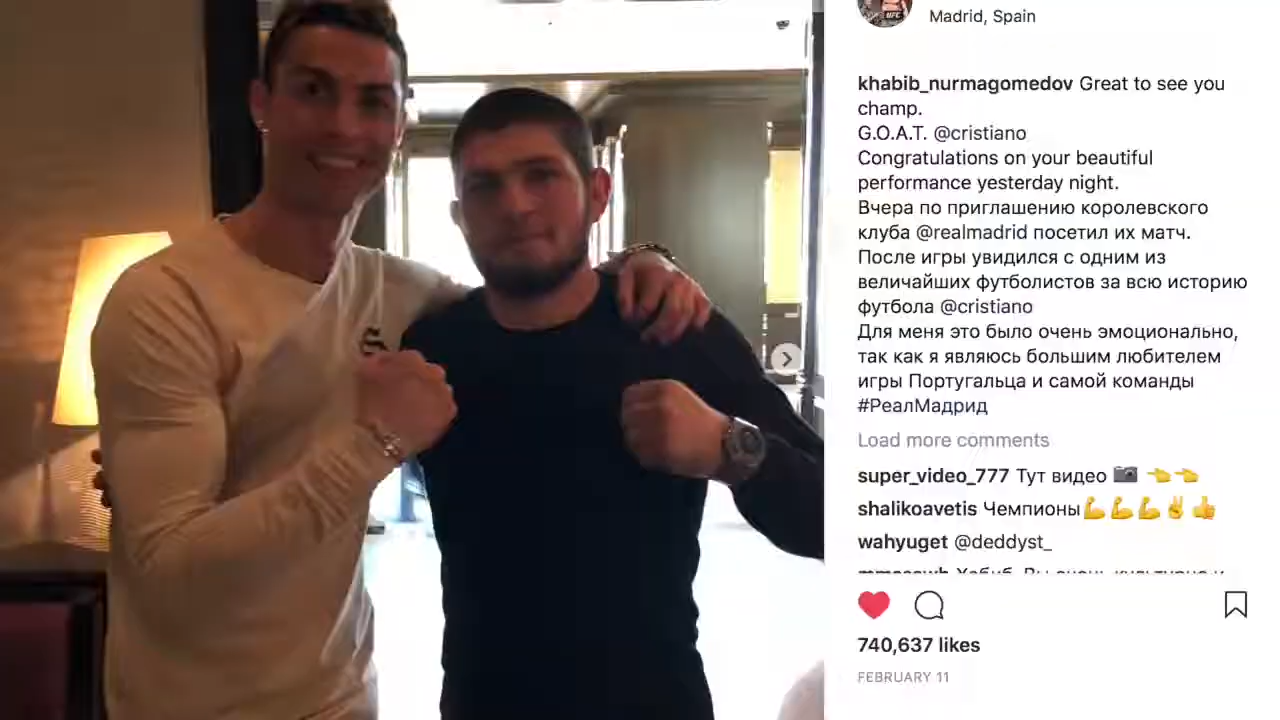 UFC
Madrid, Spain
khabib_nurmagomedov Great to see you
champ.
G.O.A.T. @cristiano
Congratulations on your beautiful
performance yesterday night.
Вчера по приглашению королевского
клуба @realmadrid посетил их матч.
После игры увидился с одним из
величайших футболистов за всю историю
футбола @cristiano
Для меня это было очень эмоционально,
так как я являюсь большим любителем
игры Португальца и самой команды
#РеалМадрид
Load more comments
super_video_777 Тут видео
shalikoavetis Чемпионы
wahyuget @deddyst_
740,637 likes
FEBRUARY 11